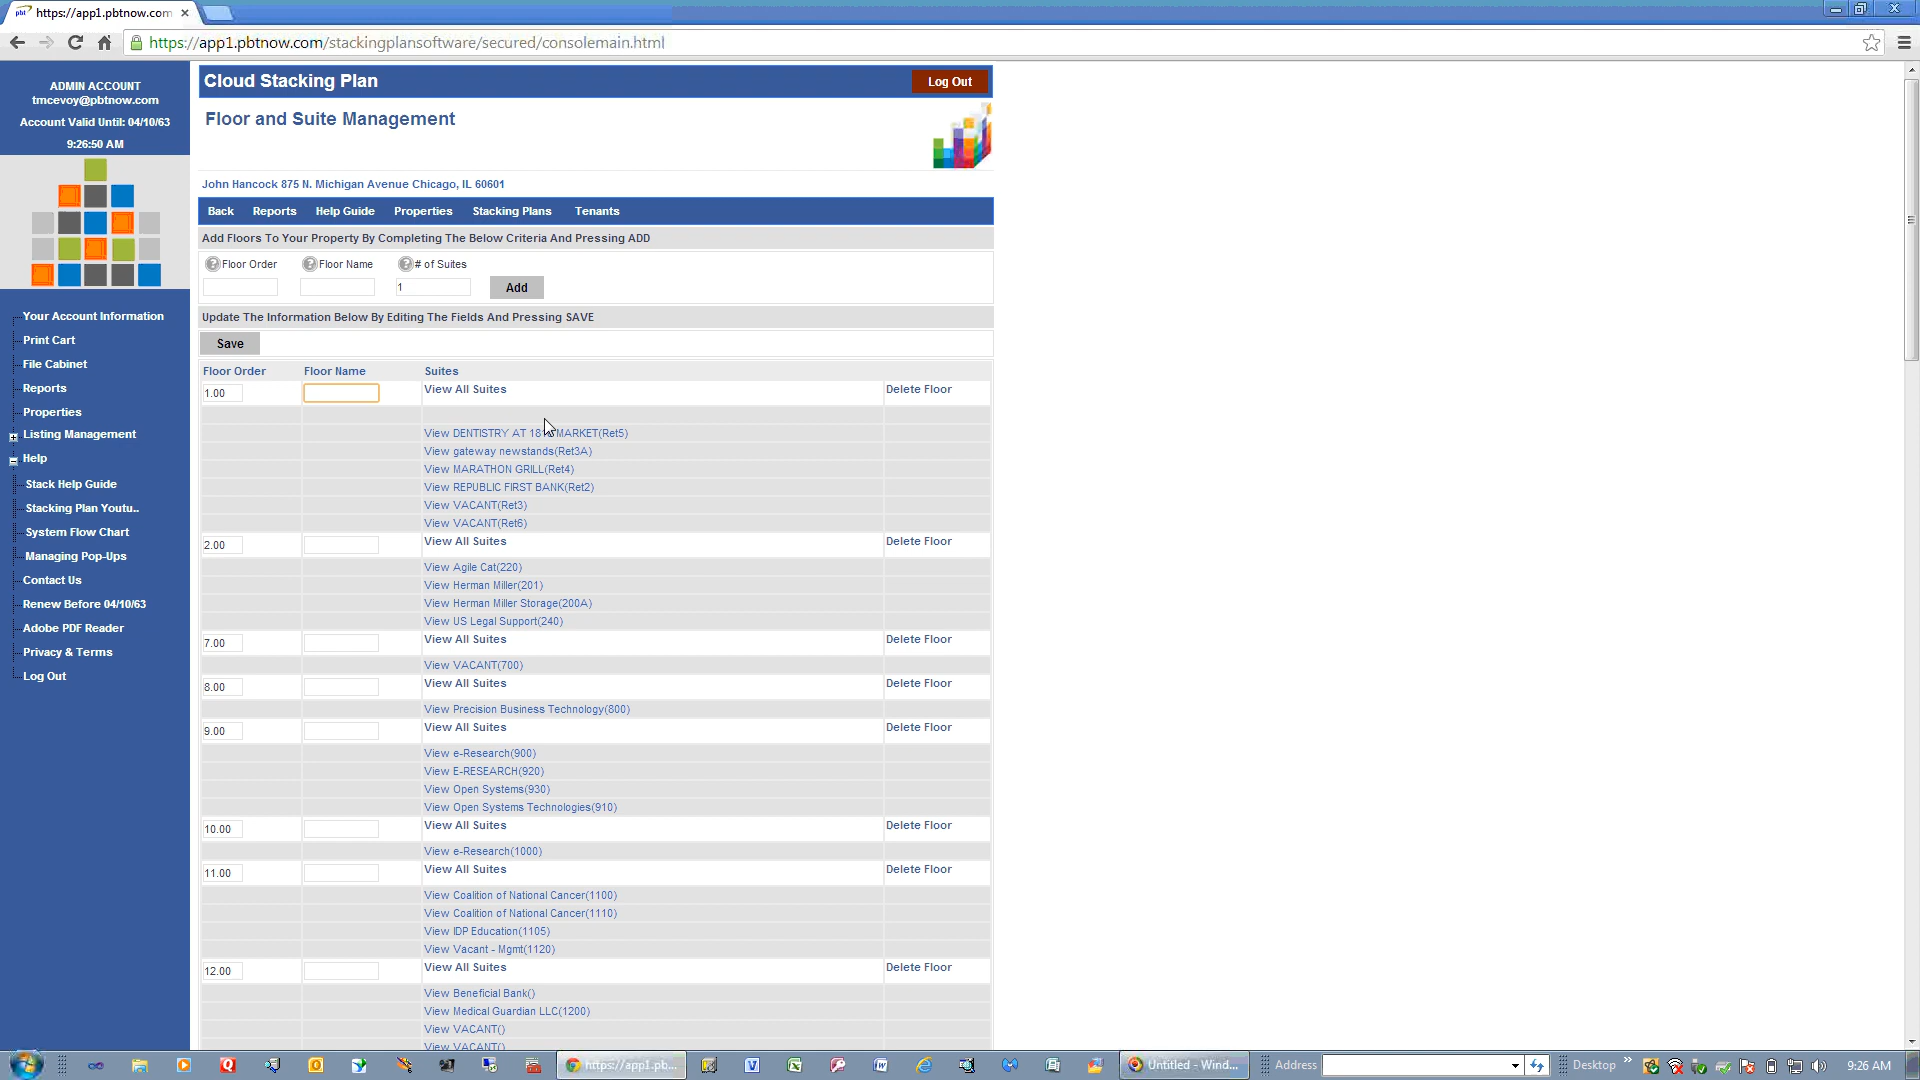 https://app1.pbtnow.com
https://app1.pbtnow.com/stackingplansoftware/secured/consolemain.html
ADMIN ACCOUNT
tmcevoy@pbtnow.com
Account Valid Until: 04/10/63
9:26:50 AM
Your Account Information
Print Cart
File Cabinet
Reports
Properties
Listing Management
Help
Stack Help Guide
Stacking Plan Youtu..
System Flow Chart
Managing Pop-Ups
Contact Us
Renew Before 04/10/63
Adobe PDF Reader
Privacy & Terms
Log Out
Cloud Stacking Plan
Log Out
Floor and Suite Management
John Hancock 875 N. Michigan Avenue Chicago, IL 60601
Back Reports Help Guide Properties Stacking Plans Tenants
Add Floors To Your Property By Completing The Below Criteria And Pressing ADD
Floor Order Floor Name # of Suites
1 Add
Update The Information Below By Editing The Fields And Pressing SAVE
Save
Floor Order Floor Name Suites
1.00 View All Suites Delete Floor
View DENTISTRY AT MARKET(Ret5)
View gateway newstands(Ret3A)
View MARATHON GRILL(Ret4)
View REPUBLIC FIRST BANK(Ret2)
View VACANT(Ret3)
View VACANT(Ret6)
2.00 View All Suites Delete Floor
View Agile Cat(220)
View Herman Miller(201)
View Herman Miller Storage(200A)
View US Legal Support(240)
7.00 View All Suites Delete Floor
View VACANT(700)
8.00 View All Suites Delete Floor
View Precision Business Technology(800)
9.00 View All Suites Delete Floor
View e-Research(900)
View E-RESEARCH(920)
View Open Systems(930)
View Open Systems Technologies(910)
10.00 View All Suites Delete Floor
View e-Research(1000)
11.00 View All Suites Delete Floor
View Coalition of National Cancer(1100)
View Coalition of National Cancer(1110)
View IDP Education(1105)
View Vacant - Mgmt(1120)
12.00 View All Suites Delete Floor
View Beneficial Bank()
View Medical Guardian LLC(1200)
View VACANT()
View VACANT()
https://app1.pb...
Untitled - Wind...
Address
Desktop
9:26 AM